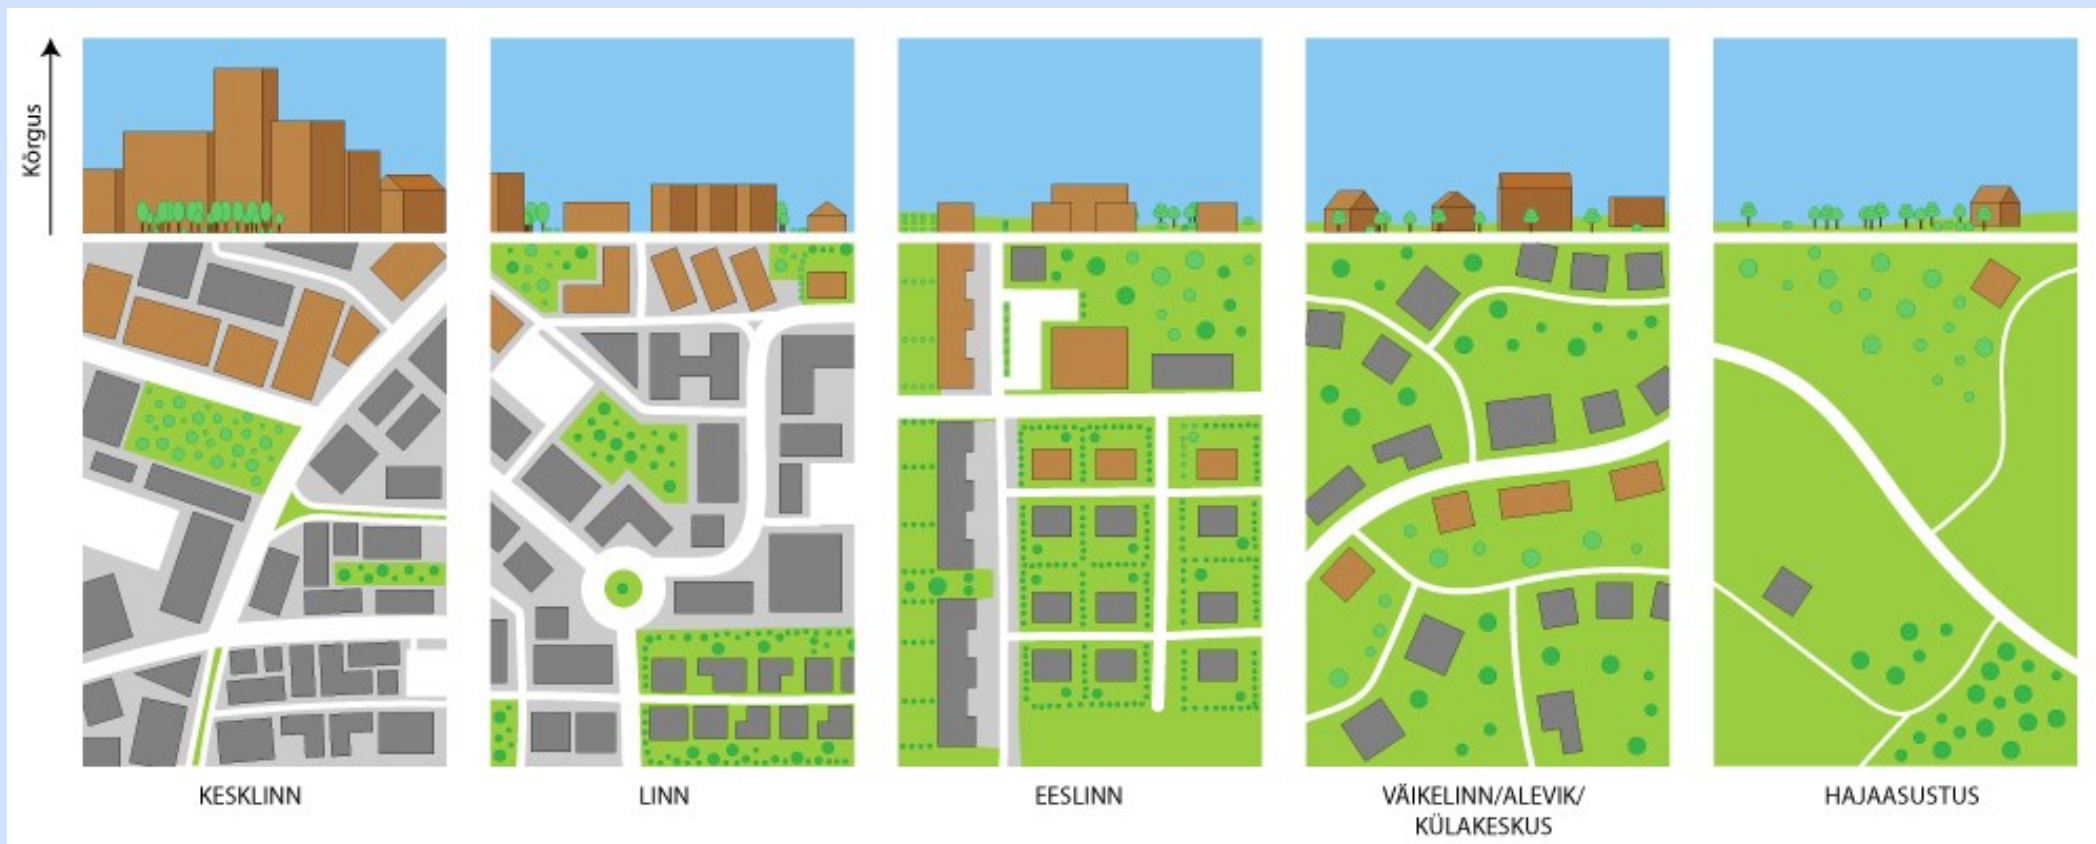 Kõrgus
KESKLINN
LINN
EESLINN
VÄIKELINN/ALEVIK/
KÜLAKESKUS
HAJAASUSTUS